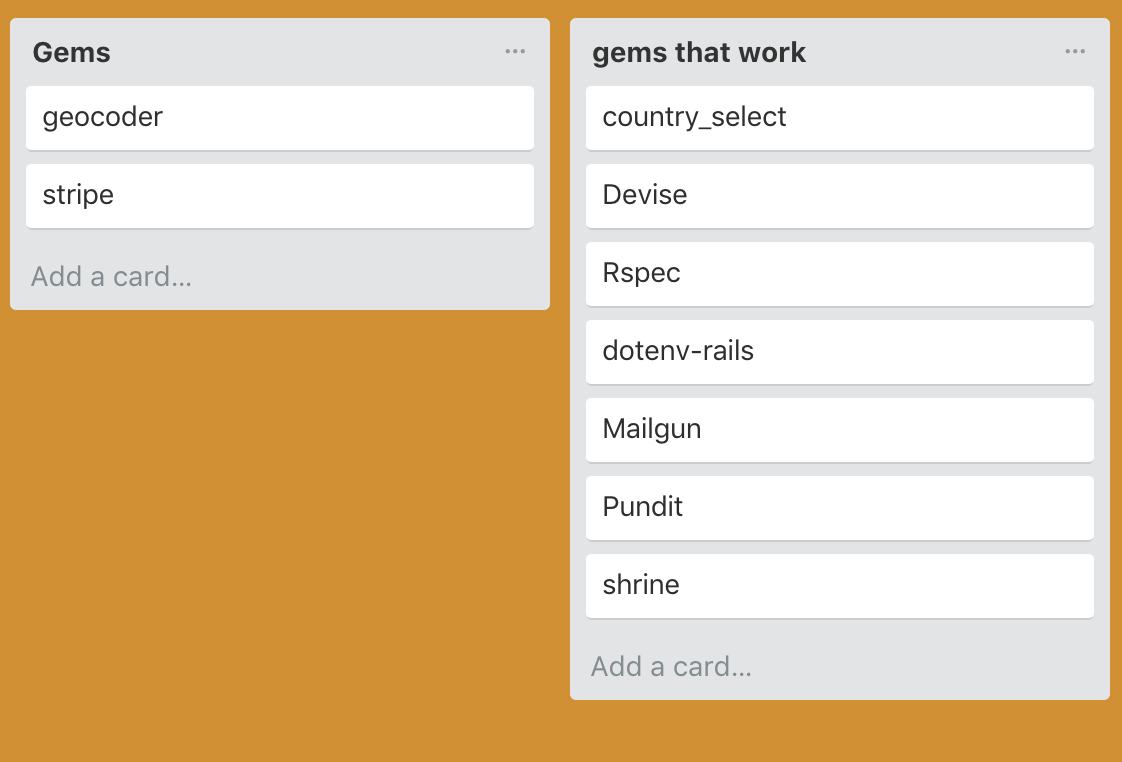 Gems
geocoder
stripe
Add a card...
gems that work
country_select
Devise
Rspec
dotenv-rails
Mailgun
Pundit
shrine
Add a card...